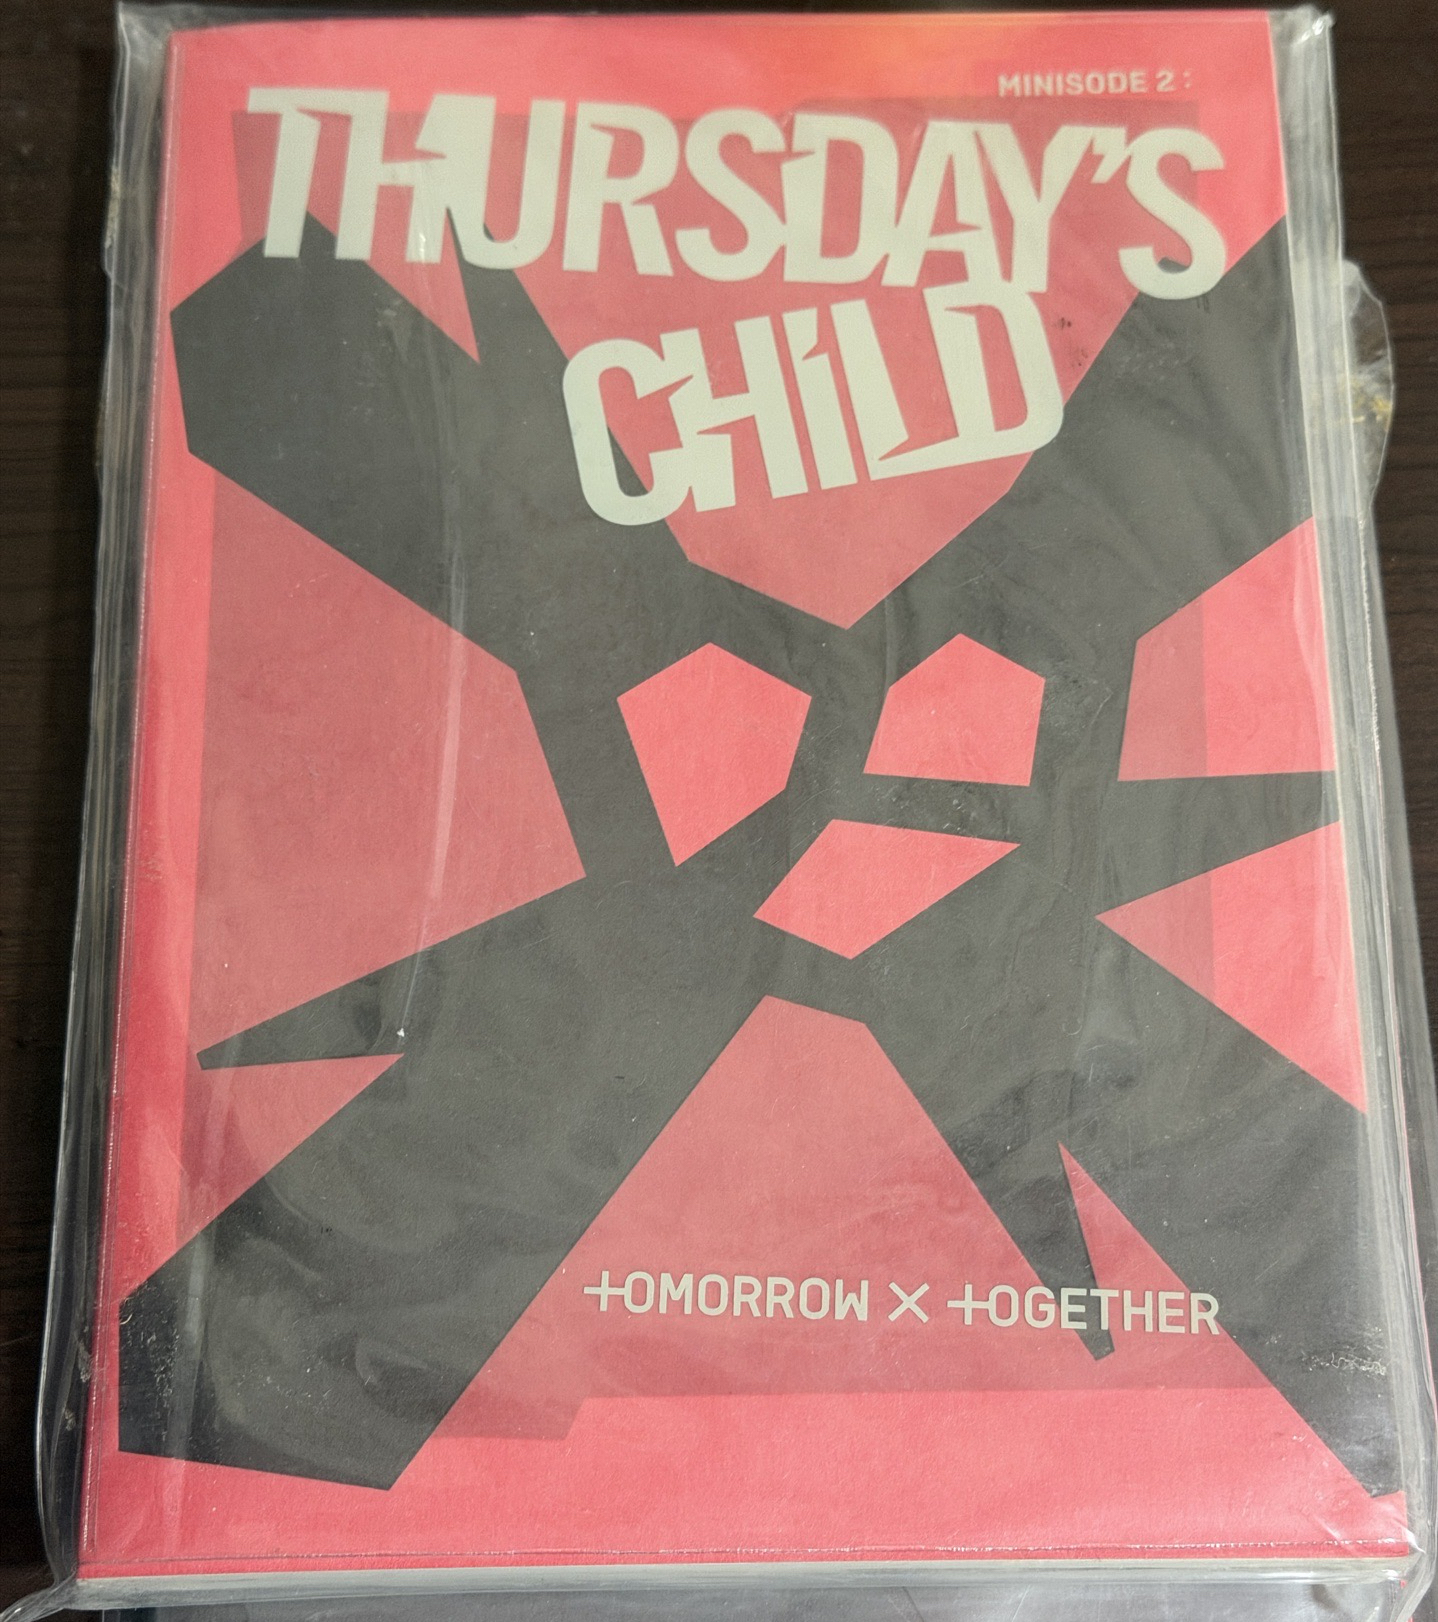 MINISODE 2:
THURSDAY'S
CHiLD
TOMORROW X TOGETHER